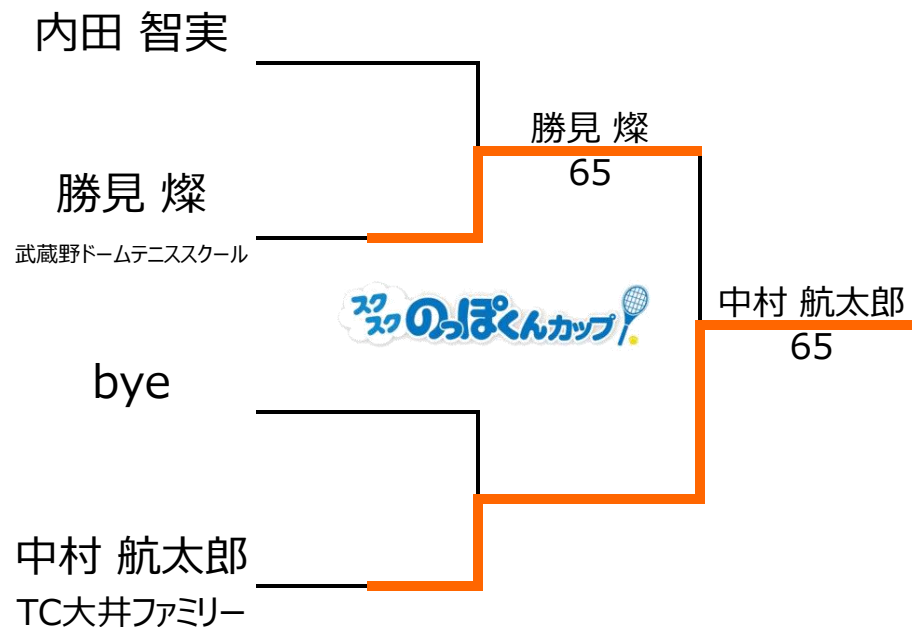 内田 智実
勝見 燦
65
勝見 燦
武蔵野ドームテニススクール
スク
スク のっぽくんカップ
中村 航太郎
65
bye
中村 航太郎
TC大井ファミリー